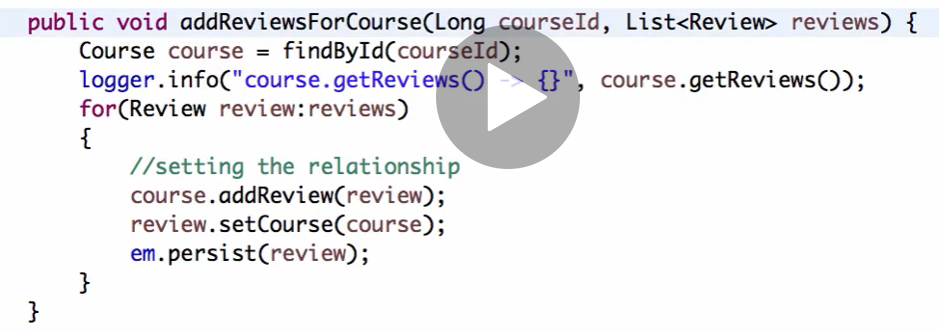 public void addReviewsForCourse(Long courseId, List<Review> reviews) {
Course course = findById(courseId);
logger.info("course.getReviews() -> {}", course.getReviews());
for(Review review:reviews)
{
//setting the relationship
course.addReview(review);
review.setCourse(course);
em.persist(review);
}
}